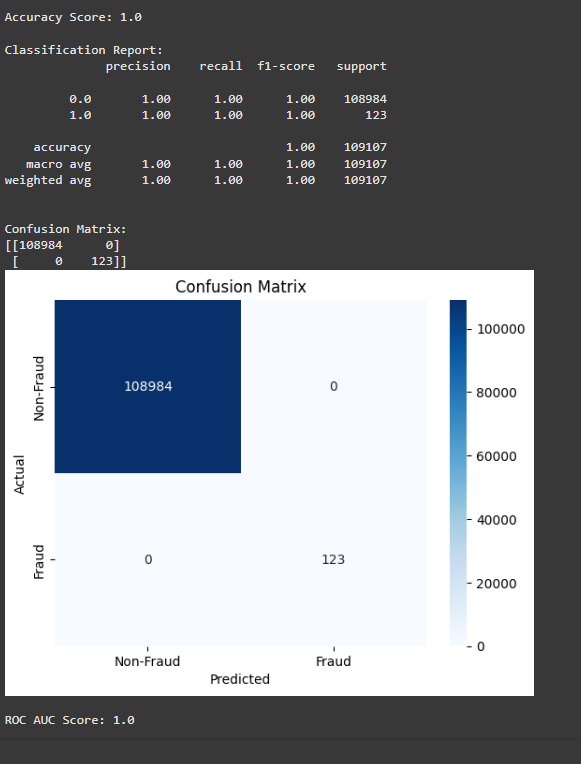 Accuracy Score: 1.0
Classification Report:
precision recall f1-score support
0.0 1.00 1.00 1.00 108984
1.0 1.00 1.00 1.00 123
accuracy 1.00 109107
macro avg 1.00 1.00 1.00 109107
weighted avg 1.00 1.00 1.00 109107
Confusion Matrix:
[[108984 0]
[ 0 123]]
Confusion Matrix
Actual
Non-Fraud
Fraud
108984 0
0 123
Non-Fraud Fraud
Predicted
100000
80000
60000
40000
20000
0
ROC AUC Score: 1.0